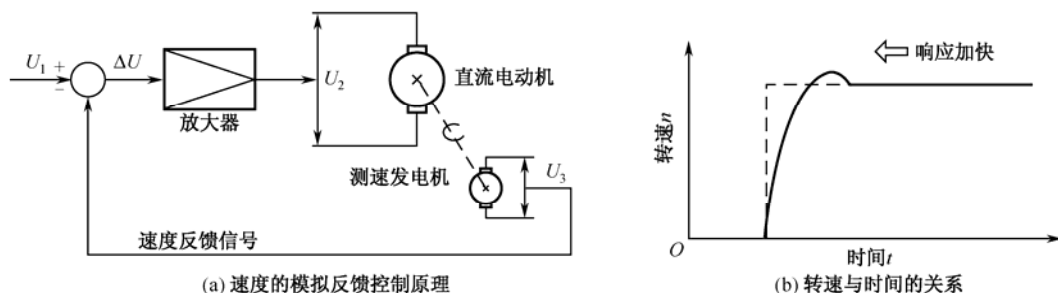 U₁
+
−
ΔU
放大器
U₂
直流电动机
测速发电机
U₃
速度反馈信号
(a) 速度的模拟反馈控制原理
响应加快
转速n
O
时间t
(b) 转速与时间的关系